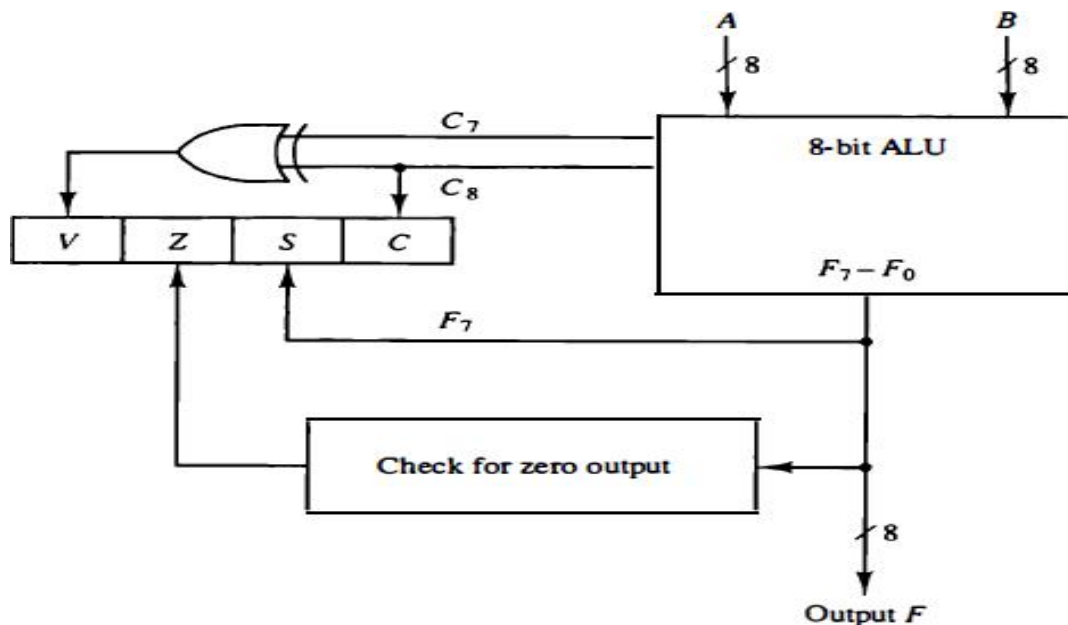 A
B
8
8
C₇
8-bit ALU
C₈
V Z S C
F₇ – F₀
F₇
Check for zero output
8
Output F